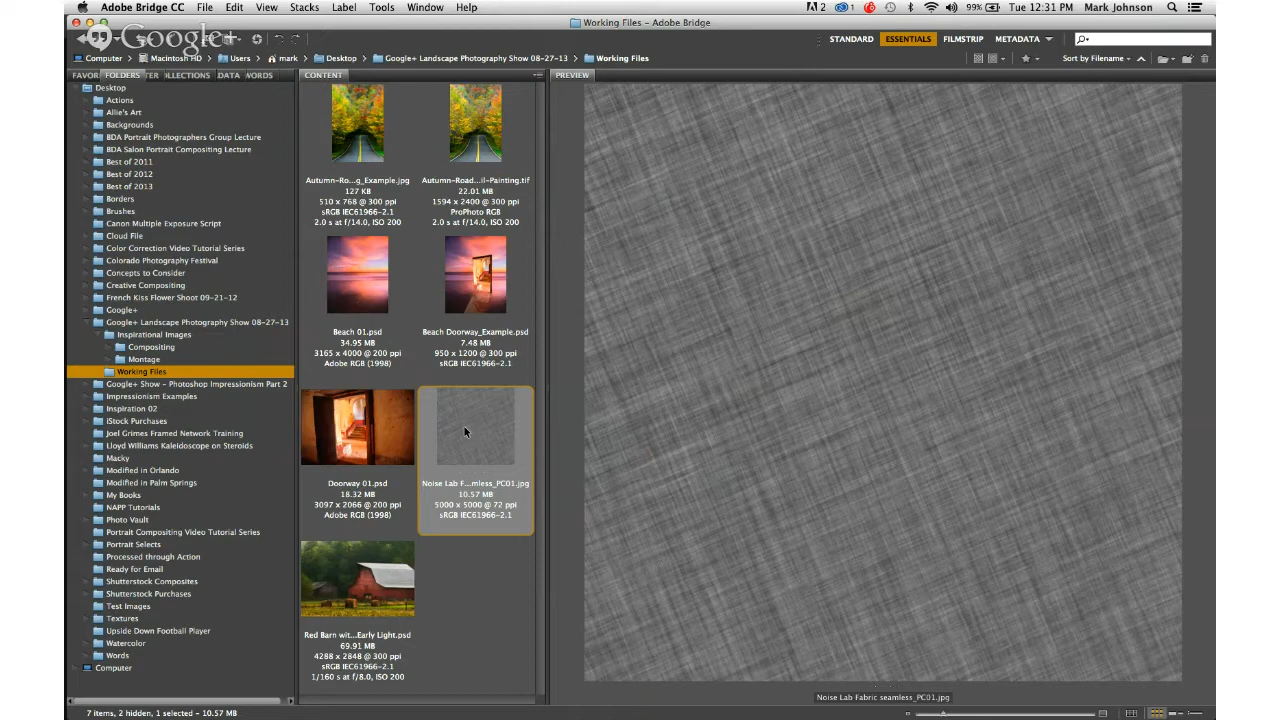 Adobe Bridge CC File Edit View Stacks Label Tools Window Help
2 1 99% Tue 12:31 PM Mark Johnson
Working Files – Adobe Bridge
Google+
STANDARD ESSENTIALS FILMSTRIP METADATA
Computer Macintosh HD Users mark Desktop Google+ Landscape Photography Show 08-27-13 Working Files
Sort by Filename
FAVOR FOLDERS TER LLECTIONS DATA WORDS
CONTENT
PREVIEW
Desktop
Actions
Allie's Art
Backgrounds
BDA Portrait Photographers Group Lecture
BDA Salon Portrait Compositing Lecture
Best of 2011
Best of 2012
Best of 2013
Borders
Brushes
Canon Multiple Exposure Script
Cloud File
Color Correction Video Tutorial Series
Colorado Photography Festival
Concepts to Consider
Creative Compositing
French Kiss Flower Shoot 09-21-12
Google+
Google+ Landscape Photography Show 08-27-13
Inspirational Images
Compositing
Montage
Working Files
Google+ Show - Photoshop Impressionism Part 2
Impressionism Examples
Inspiration 02
iStock Purchases
Joel Grimes Framed Network Training
Lloyd Williams Kaleidoscope on Steroids
Macky
Modified in Orlando
Modified in Palm Springs
My Books
NAPP Tutorials
Photo Vault
Portrait Compositing Video Tutorial Series
Portrait Selects
Processed through Action
Ready for Email
Shutterstock Composites
Shutterstock Purchases
Test Images
Textures
Upside Down Football Player
Watercolor
Words
Computer
Autumn-Ro...g_Example.jpg
127 KB
510 x 768 @ 300 ppi
sRGB IEC61966-2.1
2.0 s at f/14.0, ISO 200
Autumn-Road...il-Painting.tif
22.01 MB
1594 x 2400 @ 300 ppi
ProPhoto RGB
2.0 s at f/14.0, ISO 200
Beach 01.psd
34.95 MB
3165 x 4000 @ 200 ppi
Adobe RGB (1998)
Beach Doorway_Example.psd
7.48 MB
950 x 1200 @ 300 ppi
sRGB IEC61966-2.1
Doorway 01.psd
18.32 MB
3097 x 2066 @ 200 ppi
Adobe RGB (1998)
Noise Lab F...mless_PC01.jpg
10.57 MB
5000 x 5000 @ 72 ppi
sRGB IEC61966-2.1
Red Barn wit...Early Light.psd
69.91 MB
4288 x 2848 @ 300 ppi
sRGB IEC61966-2.1
1/160 s at f/8.0, ISO 200
Noise Lab Fabric seamless_PC01.jpg
7 items, 2 hidden, 1 selected - 10.57 MB